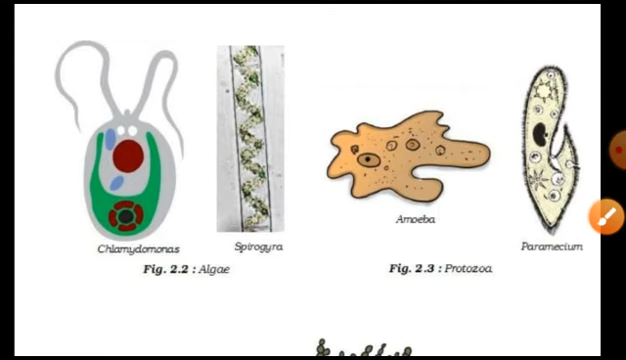 Chlamydomonas
Spirogyra
Fig. 2.2 : Algae
Amoeba
Paramecium
Fig. 2.3 : Protozoa